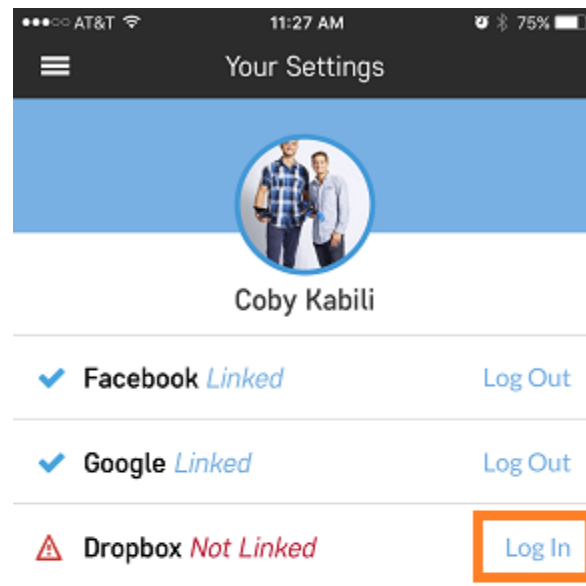 AT&T 11:27 AM 75%
Your Settings
Coby Kabili
Facebook Linked Log Out
Google Linked Log Out
Dropbox Not Linked Log In